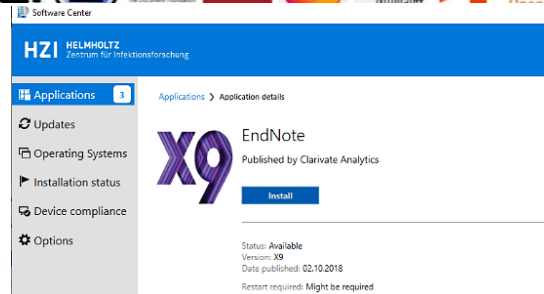 Software Center
HZI HELMHOLTZ
Zentrum für Infektionsforschung
Applications 3
Updates
Operating Systems
Installation status
Device compliance
Options
Applications > Application details
X9
EndNote
Published by Clarivate Analytics
Install
Status: Available
Version: X9
Date published: 02.10.2018
Restart required: Might be required